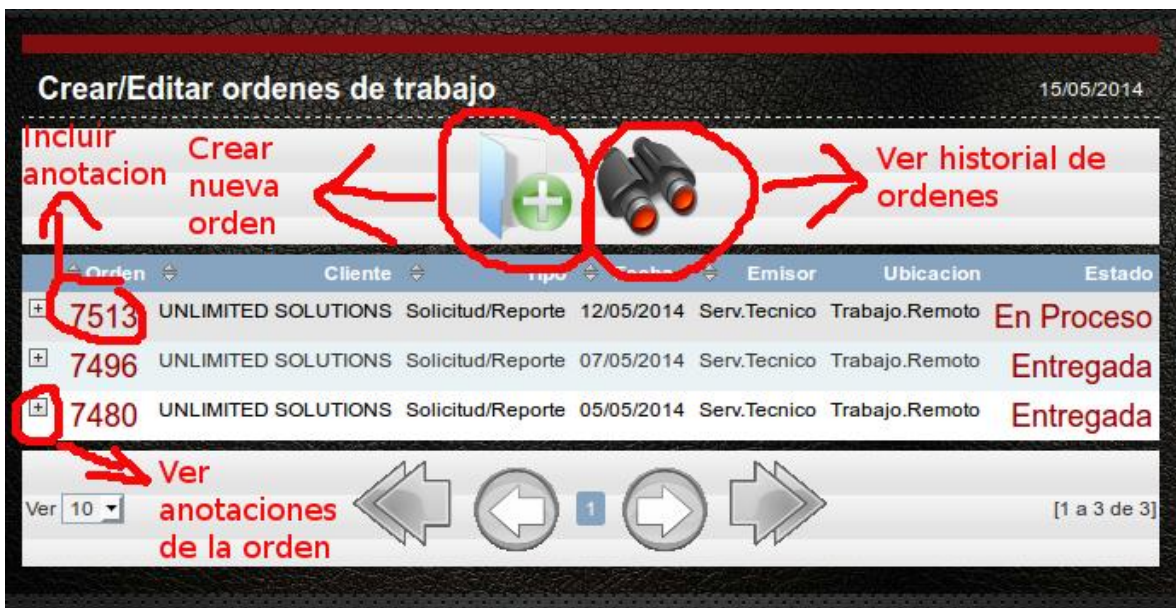 Crear/Editar ordenes de trabajo 15/05/2014
Incluir
anotacion
Crear
nueva
orden
Ver historial de
ordenes
Orden Cliente Tipo Fecha Emisor Ubicacion Estado
7513 UNLIMITED SOLUTIONS Solicitud/Reporte 12/05/2014 Serv.Tecnico Trabajo.Remoto En Proceso
7496 UNLIMITED SOLUTIONS Solicitud/Reporte 07/05/2014 Serv.Tecnico Trabajo.Remoto Entregada
7480 UNLIMITED SOLUTIONS Solicitud/Reporte 05/05/2014 Serv.Tecnico Trabajo.Remoto Entregada
Ver
anotaciones
de la orden
Ver 10 1 [1 a 3 de 3]